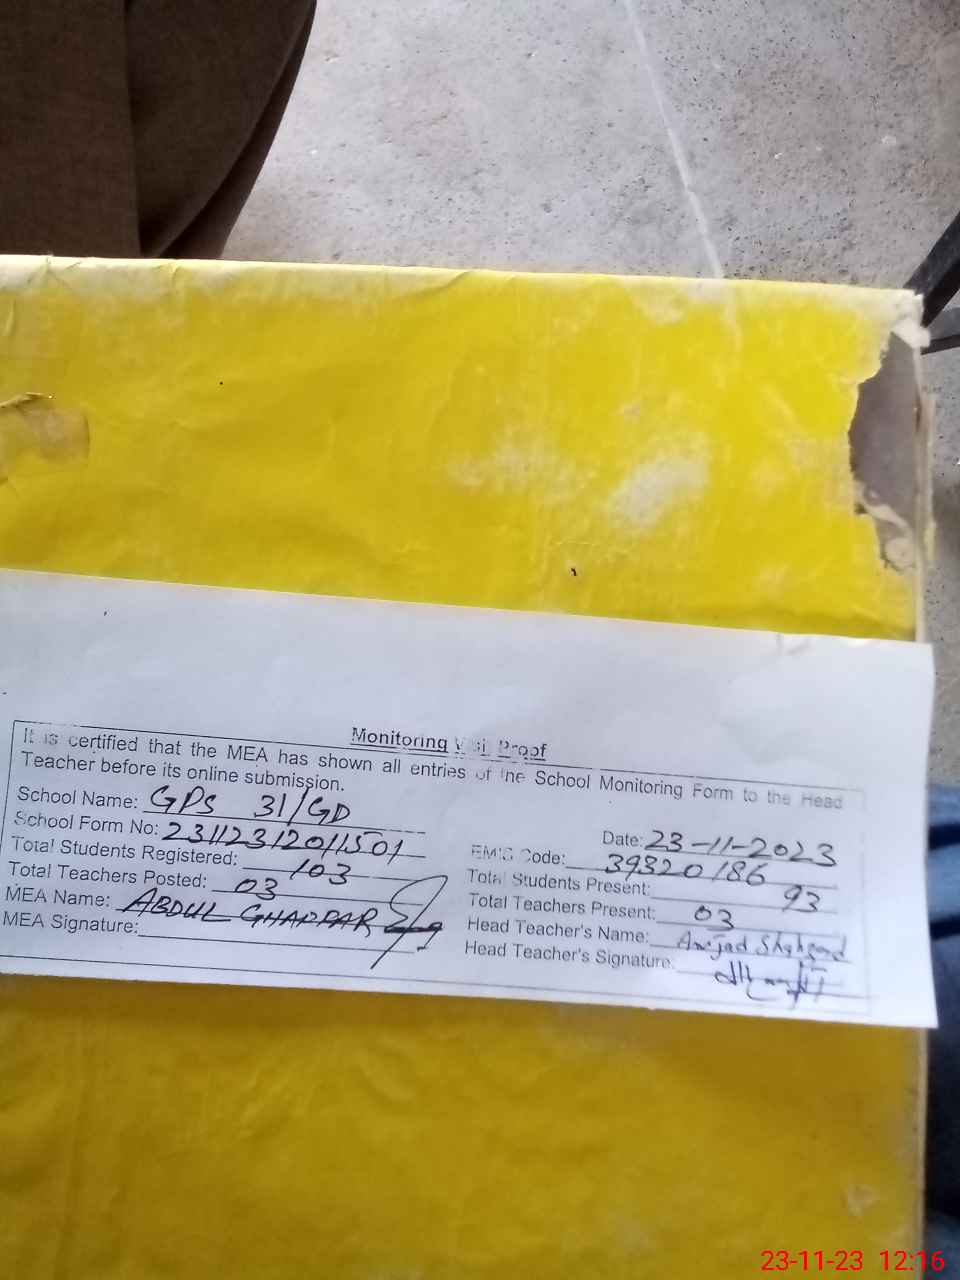 Monitoring Visit Proof
It is certified that the MEA has shown all entries of the School Monitoring Form to the Head
Teacher before its online submission.
School Name: GPS 31/GD
Date: 23-11-2023
School Form No: 23112312011501
EMIS Code: 39320186
Total Students Registered: 103
Total Students Present: 93
Total Teachers Posted: 03
Total Teachers Present: 03
MEA Name: ABDUL GHAFFAR
Head Teacher's Name: Amjad Shahzad
MEA Signature:
Head Teacher's Signature:
23-11-23 12:16